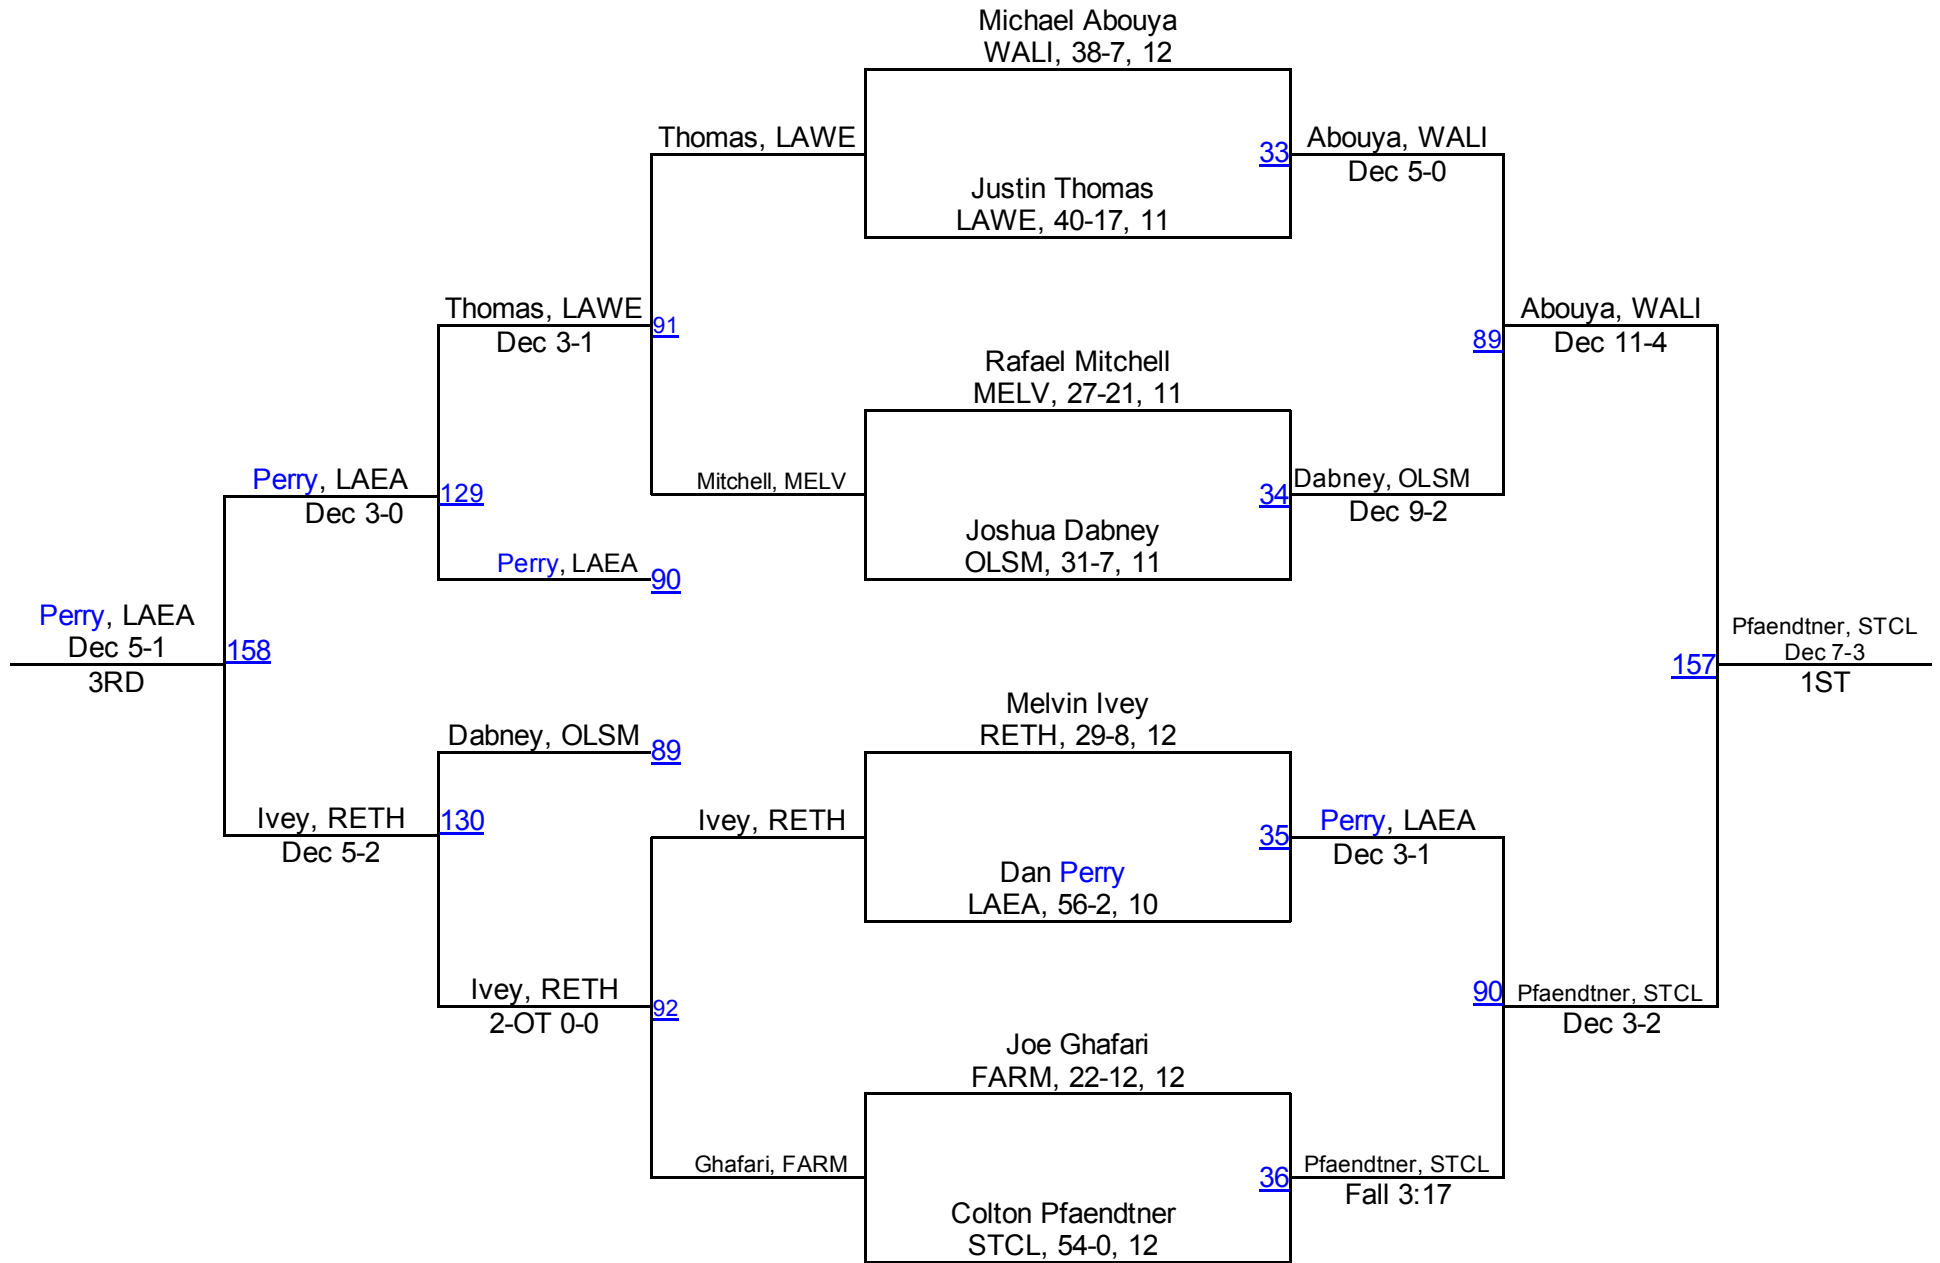 Michael Abouya
WALI, 38-7, 12
Thomas, LAWE
33
Abouya, WALI
Dec 5-0
Justin Thomas
LAWE, 40-17, 11
Thomas, LAWE
Dec 3-1
91
89
Abouya, WALI
Dec 11-4
Rafael Mitchell
MELV, 27-21, 11
Perry, LAEA
Dec 3-0
129
Mitchell, MELV
34
Dabney, OLSM
Dec 9-2
Joshua Dabney
OLSM, 31-7, 11
Perry, LAEA
90
Perry, LAEA
Dec 5-1
3RD
158
157
Pfaendtner, STCL
Dec 7-3
1ST
Melvin Ivey
RETH, 29-8, 12
Dabney, OLSM
89
Ivey, RETH
Dec 5-2
130
Ivey, RETH
35
Perry, LAEA
Dec 3-1
Dan Perry
LAEA, 56-2, 10
Ivey, RETH
2-OT 0-0
92
90
Pfaendtner, STCL
Dec 3-2
Joe Ghafari
FARM, 22-12, 12
Ghafari, FARM
36
Pfaendtner, STCL
Fall 3:17
Colton Pfaendtner
STCL, 54-0, 12